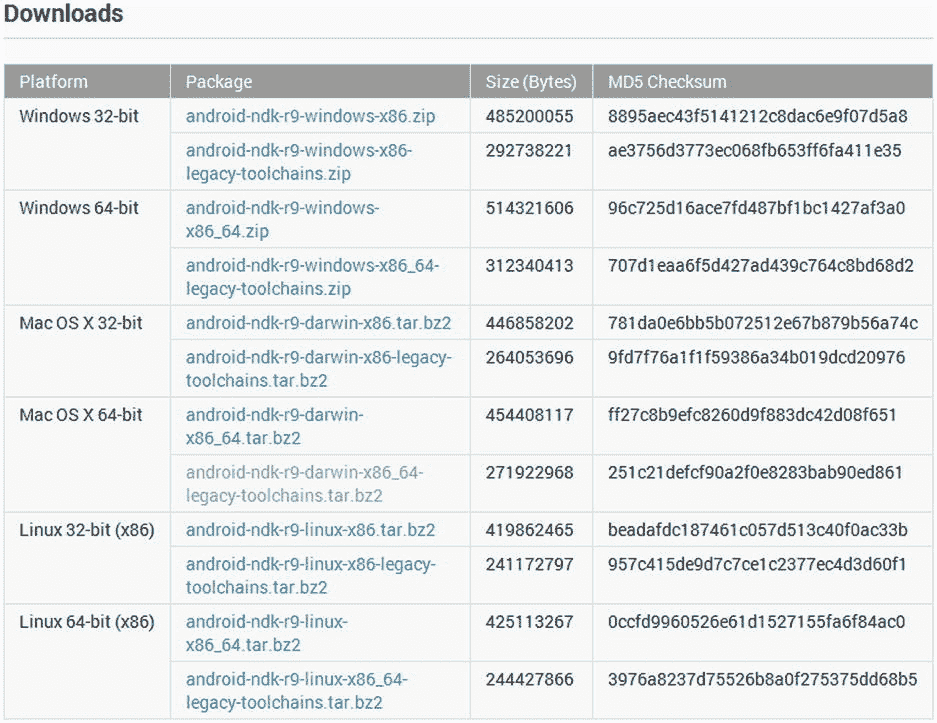 Downloads
Platform Package Size (Bytes) MD5 Checksum
Windows 32-bit android-ndk-r9-windows-x86.zip 485200055 8895aec43f5141212c8dac6e9f07d5a8
android-ndk-r9-windows-x86- 292738221 ae3756d3773ec068fb653ff6fa411e35
legacy-toolchains.zip
Windows 64-bit android-ndk-r9-windows- 514321606 96c725d16ace7fd487bf1bc1427af3a0
x86_64.zip
android-ndk-r9-windows-x86_64- 312340413 707d1eaa6f5d427ad439c764c8bd68d2
legacy-toolchains.zip
Mac OS X 32-bit android-ndk-r9-darwin-x86.tar.bz2 446858202 781da0e6bb5b072512e67b879b56a74c
android-ndk-r9-darwin-x86-legacy- 264053696 9fd7f76a1f1f59386a34b019dcd20976
toolchains.tar.bz2
Mac OS X 64-bit android-ndk-r9-darwin- 454408117 ff27c8b9efc8260d9f883dc42d08f651
x86_64.tar.bz2
android-ndk-r9-darwin-x86_64- 271922968 251c21defcf90a2f0e8283bab90ed861
legacy-toolchains.tar.bz2
Linux 32-bit (x86) android-ndk-r9-linux-x86.tar.bz2 419862465 beadafdc187461c057d513c40f0ac33b
android-ndk-r9-linux-x86-legacy- 241172797 957c415de9d7c7ce1c2377ec4d3d60f1
toolchains.tar.bz2
Linux 64-bit (x86) android-ndk-r9-linux- 425113267 0ccfd9960526e61d1527155fa6f84ac0
x86_64.tar.bz2
android-ndk-r9-linux-x86_64- 244427866 3976a8237d75526b8a0f275375dd68b5
legacy-toolchains.tar.bz2